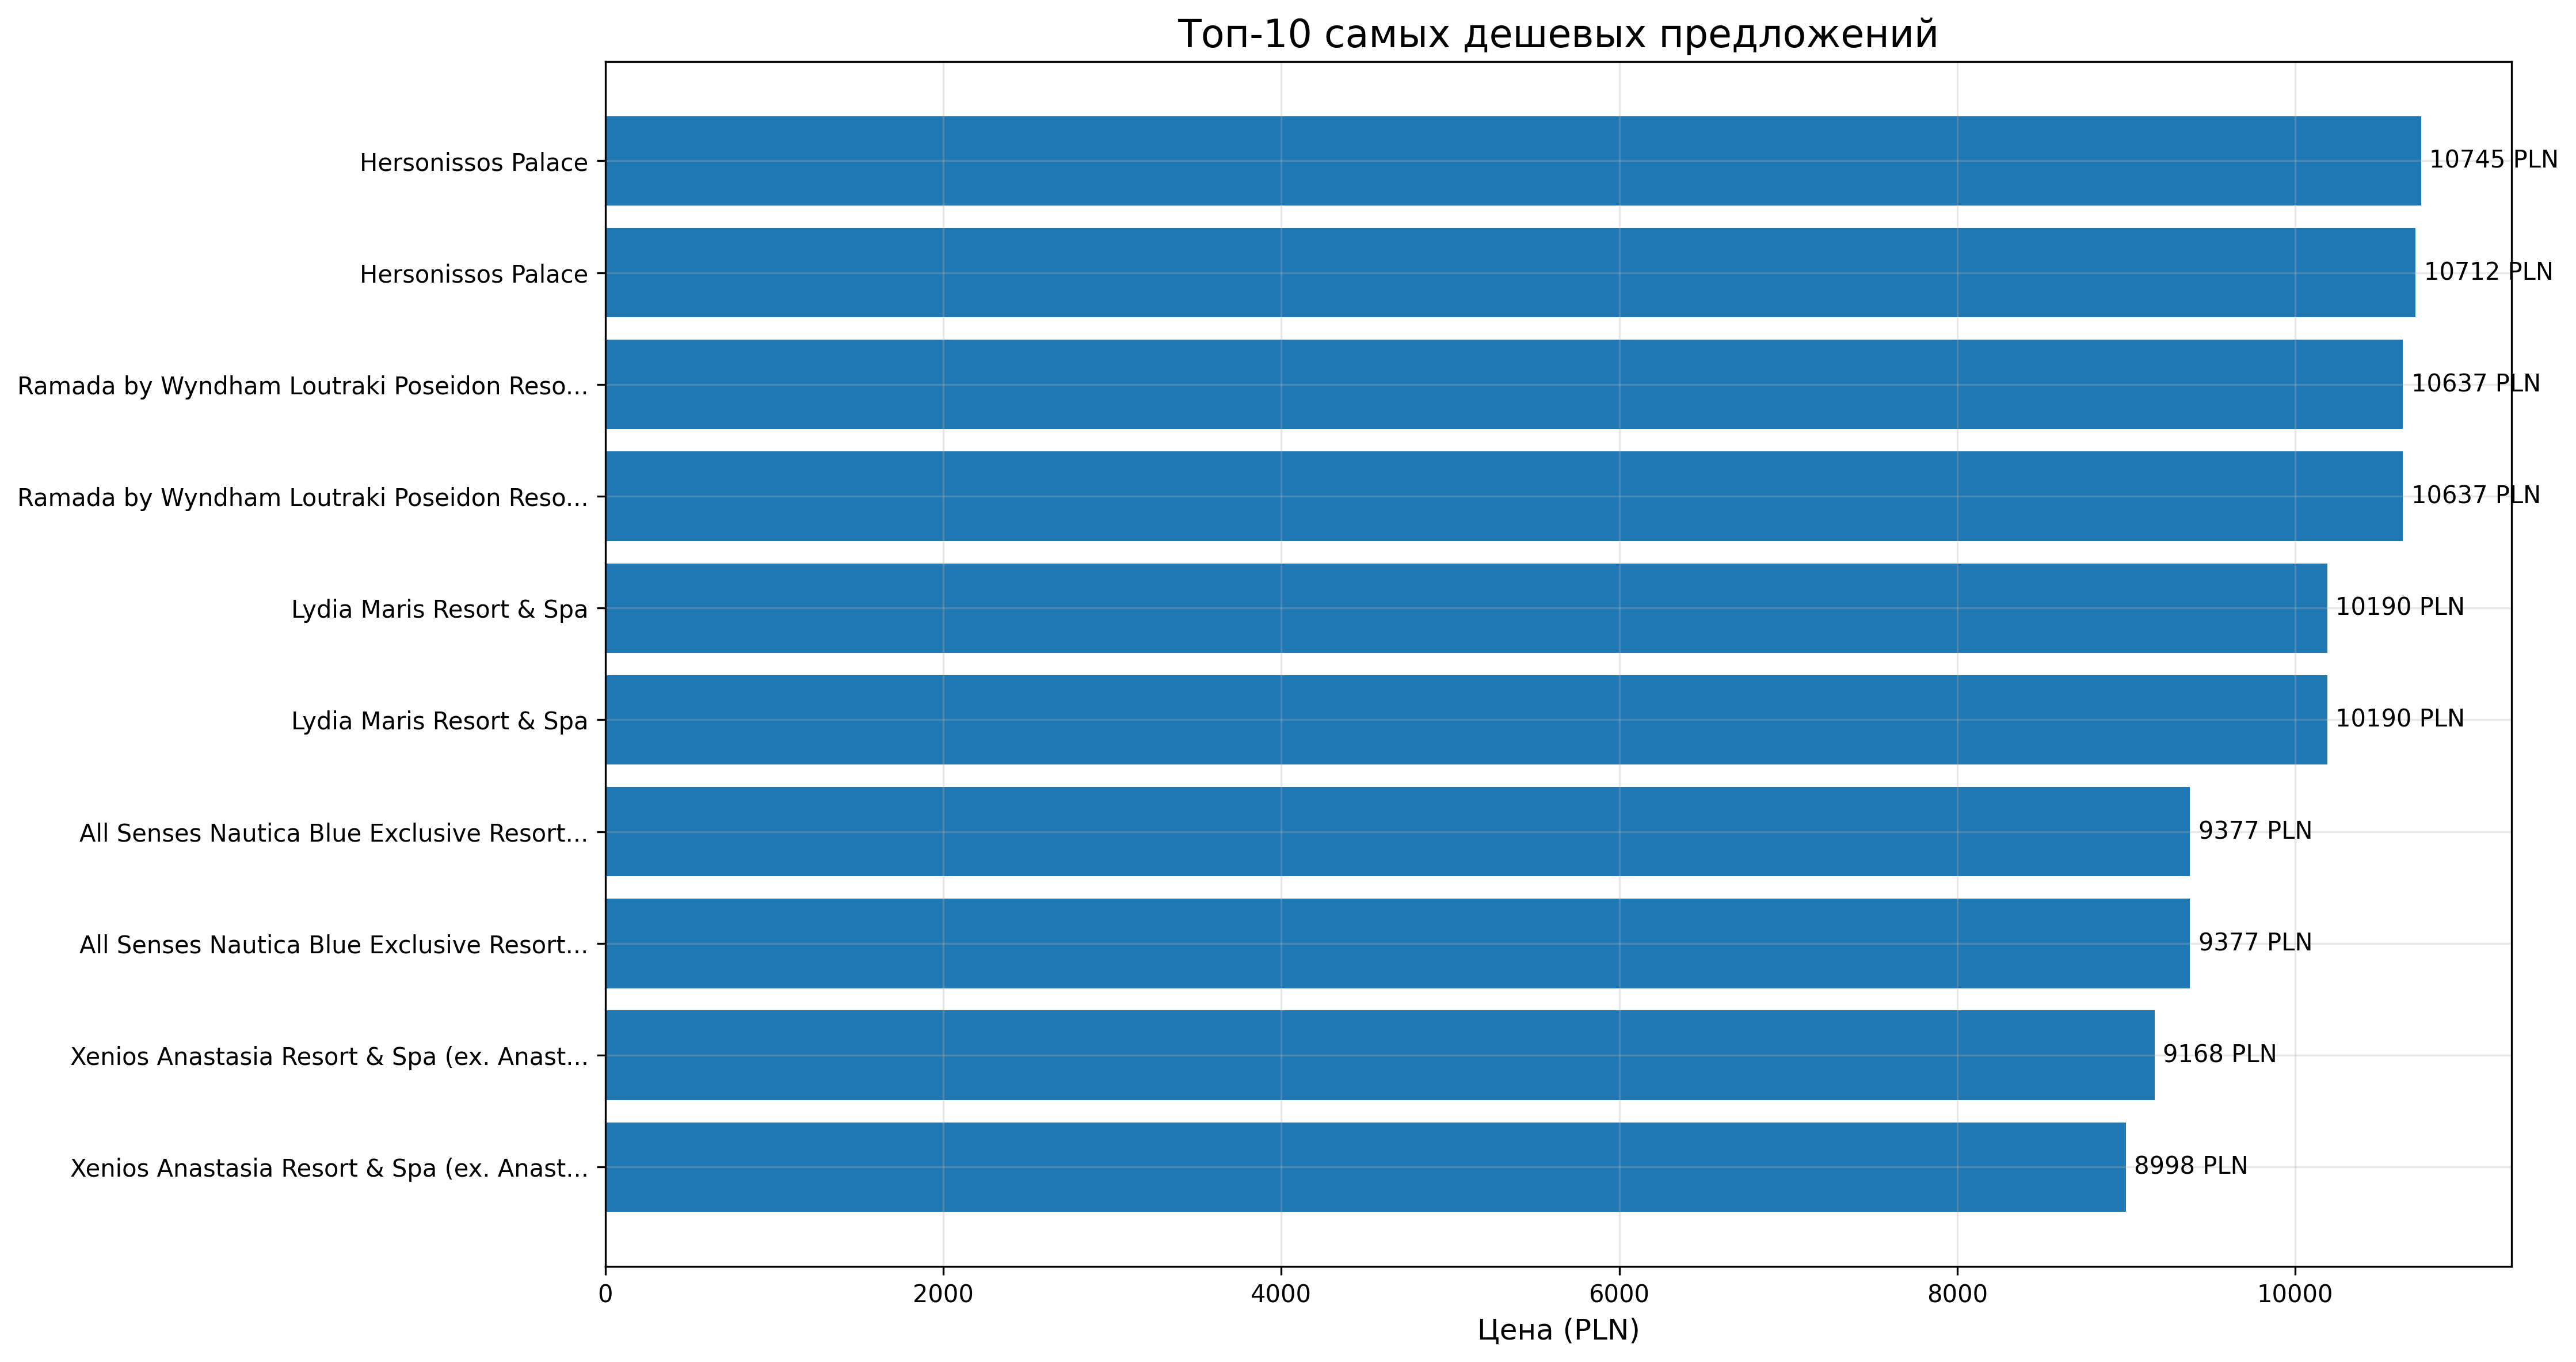 Топ-10 самых дешевых предложений
Hersonissos Palace 10745 PLN
Hersonissos Palace 10712 PLN
Ramada by Wyndham Loutraki Poseidon Reso... 10637 PLN
Ramada by Wyndham Loutraki Poseidon Reso... 10637 PLN
Lydia Maris Resort & Spa 10190 PLN
Lydia Maris Resort & Spa 10190 PLN
All Senses Nautica Blue Exclusive Resort... 9377 PLN
All Senses Nautica Blue Exclusive Resort... 9377 PLN
Xenios Anastasia Resort & Spa (ex. Anast... 9168 PLN
Xenios Anastasia Resort & Spa (ex. Anast... 8998 PLN
0 2000 4000 6000 8000 10000
Цена (PLN)